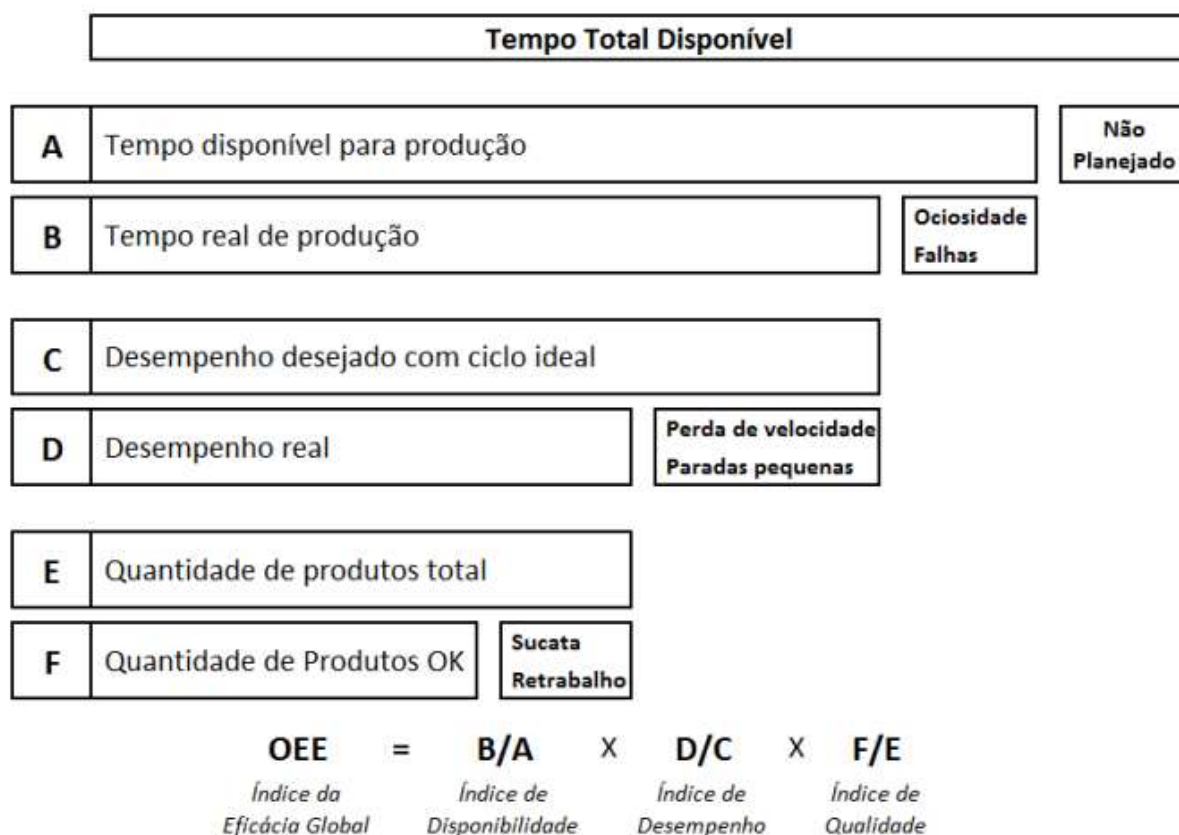 Tempo Total Disponível
A Tempo disponível para produção
Não
Planejado
B Tempo real de produção
Ociosidade
Falhas
C Desempenho desejado com ciclo ideal
D Desempenho real
Perda de velocidade
Paradas pequenas
E Quantidade de produtos total
F Quantidade de Produtos OK
Sucata
Retrabalho
OEE = B/A X D/C X F/E
Índice da Índice de Índice de Índice de
Eficácia Global Disponibilidade Desempenho Qualidade